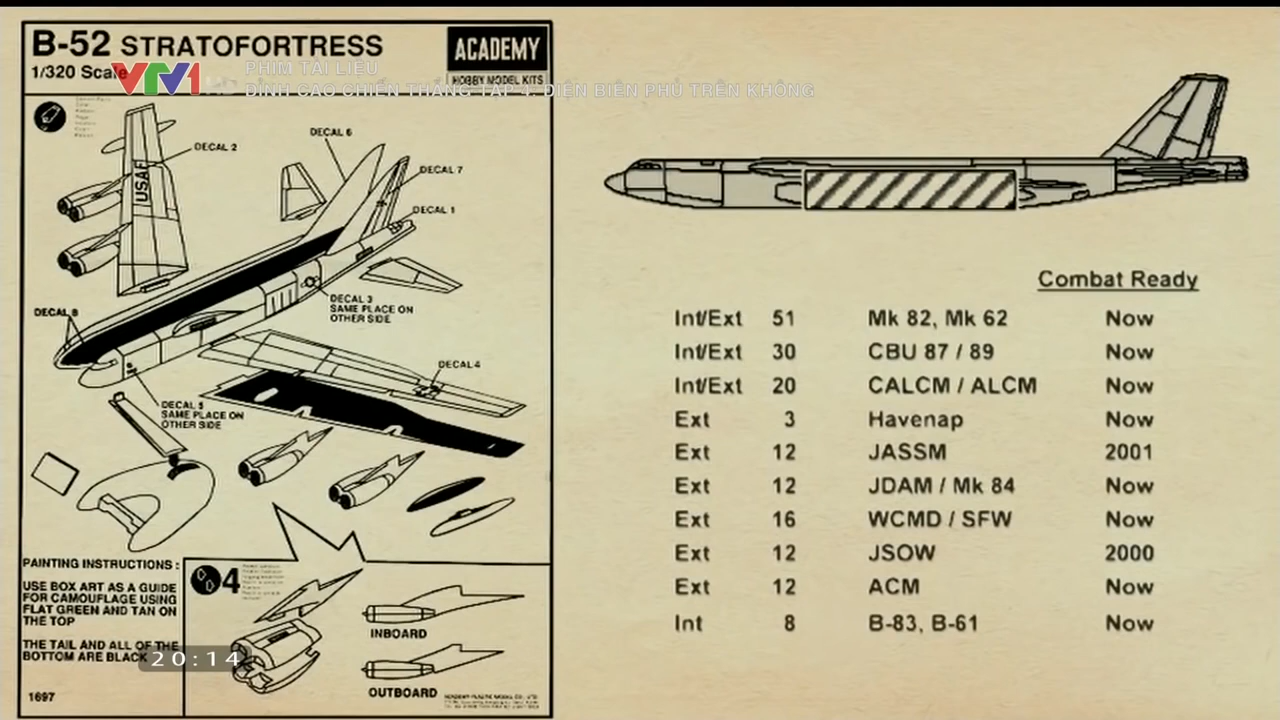 B-52 STRATOFORTRESS
1/320 Scale
ACADEMY
HOBBY MODEL KITS
VTV1 HD
PHIM TÀI LIỆU
ĐỈNH CAO CHIẾN THẮNG TẬP 1: ĐIỆN BIÊN PHỦ TRÊN KHÔNG
DECAL 6
DECAL 2
DECAL 7
USAF
DECAL 1
DECAL 3
SAME PLACE ON
OTHER SIDE
DECAL 8
DECAL 4
DECAL 5
SAME PLACE ON
OTHER SIDE
PAINTING INSTRUCTIONS :
USE BOX ART AS A GUIDE
FOR CAMOUFLAGE USING
FLAT GREEN AND TAN ON
THE TOP
THE TAIL AND ALL OF THE
BOTTOM ARE BLACK
20:14
1697
4
INBOARD
OUTBOARD
ACADEMY PLASTIC MODEL CO., LTD.
Combat Ready
Int/Ext 51 Mk 82, Mk 62 Now
Int/Ext 30 CBU 87 / 89 Now
Int/Ext 20 CALCM / ALCM Now
Ext 3 Havenap Now
Ext 12 JASSM 2001
Ext 12 JDAM / Mk 84 Now
Ext 16 WCMD / SFW Now
Ext 12 JSOW 2000
Ext 12 ACM Now
Int 8 B-83, B-61 Now